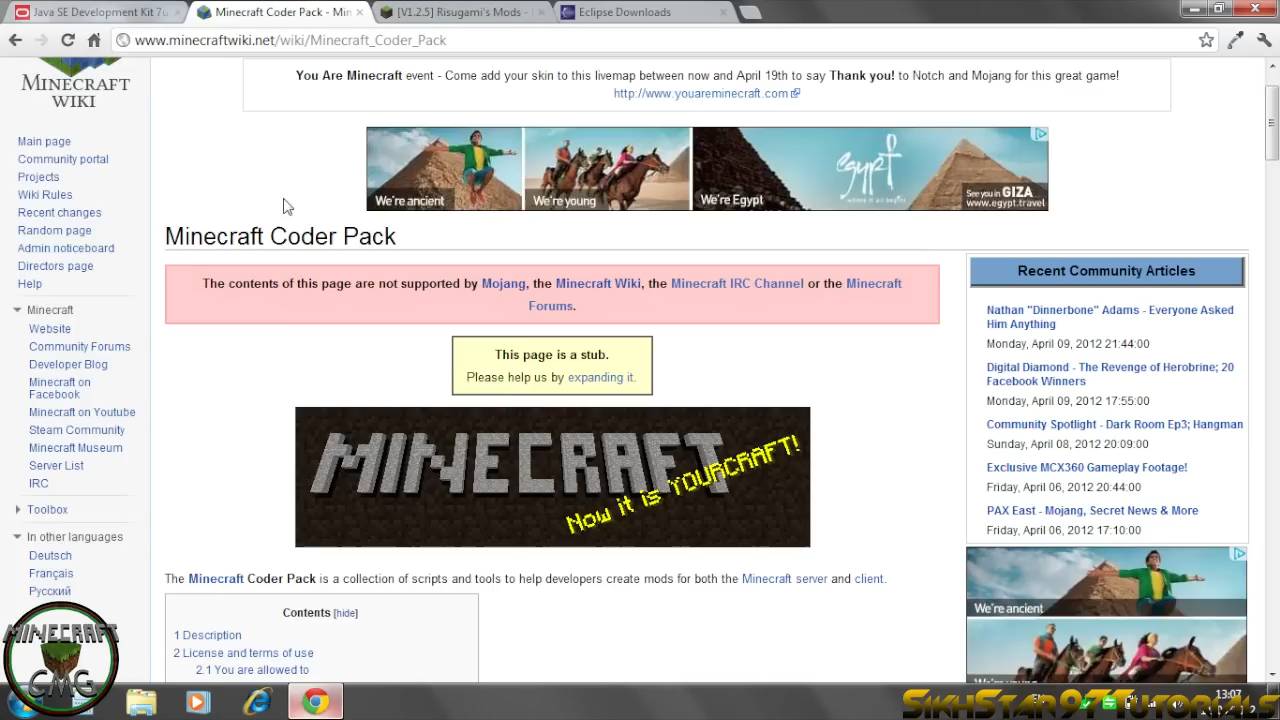 Java SE Development Kit 7u
Minecraft Coder Pack - Min
[V1.2.5] Risugami's Mods -
Eclipse Downloads
www.minecraftwiki.net/wiki/Minecraft_Coder_Pack
MINECRAFT
WIKI
Main page
Community portal
Projects
Wiki Rules
Recent changes
Random page
Admin noticeboard
Directors page
Help
Minecraft
Website
Community Forums
Developer Blog
Minecraft on
Facebook
Minecraft on Youtube
Steam Community
Minecraft Museum
Server List
IRC
Toolbox
In other languages
Deutsch
Français
Русский
You Are Minecraft event - Come add your skin to this livemap between now and April 19th to say Thank you! to Notch and Mojang for this great game!
http://www.youareminecraft.com
We're ancient
We're young
We're Egypt
egypt
where it all begins
See you in GIZA
www.egypt.travel
Minecraft Coder Pack
The contents of this page are not supported by Mojang, the Minecraft Wiki, the Minecraft IRC Channel or the Minecraft
Forums.
This page is a stub.
Please help us by expanding it.
MINECRAFT
Now it is YOURCRAFT!
The Minecraft Coder Pack is a collection of scripts and tools to help developers create mods for both the Minecraft server and client.
Contents [hide]
1 Description
2 License and terms of use
2.1 You are allowed to
Recent Community Articles
Nathan "Dinnerbone" Adams - Everyone Asked
Him Anything
Monday, April 09, 2012 21:44:00
Digital Diamond - The Revenge of Herobrine; 20
Facebook Winners
Monday, April 09, 2012 17:55:00
Community Spotlight - Dark Room Ep3; Hangman
Sunday, April 08, 2012 20:09:00
Exclusive MCX360 Gameplay Footage!
Friday, April 06, 2012 20:44:00
PAX East - Mojang, Secret News & More
Friday, April 06, 2012 17:10:00
We're ancient
MINECRAFT
CMG
13:07
SikhStar97Tutorials